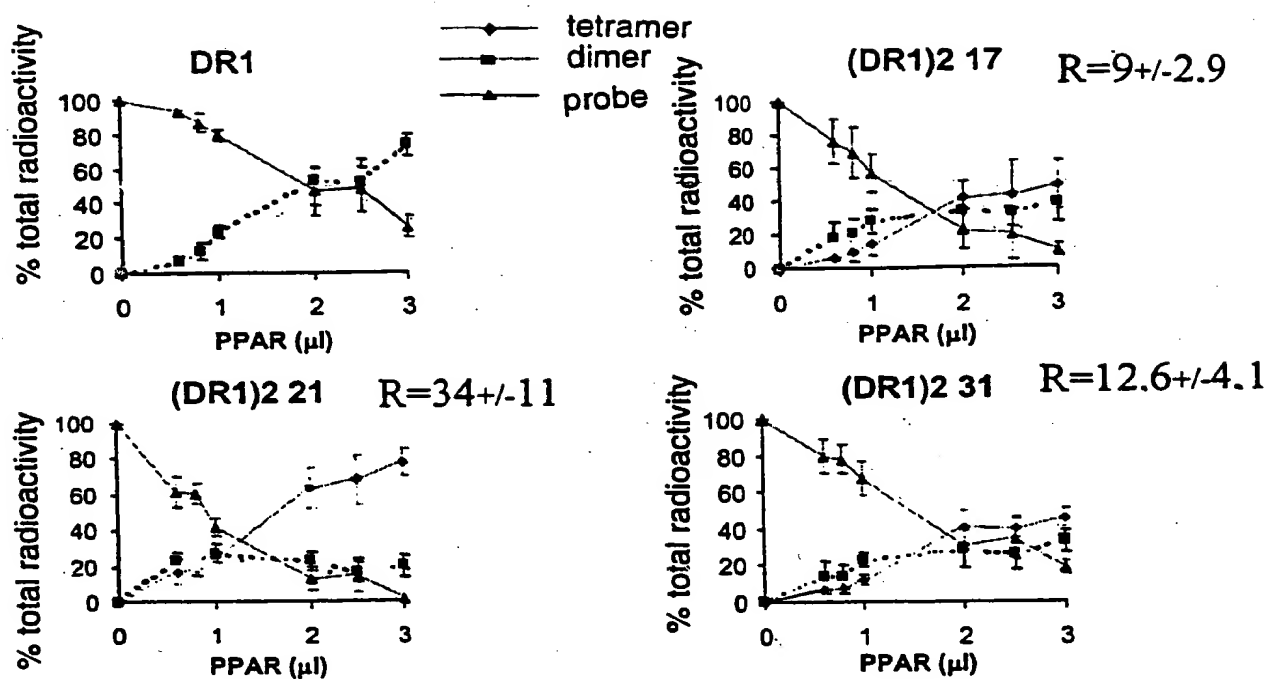 tetramer
dimer
probe
DR1
% total radioactivity
100
80
60
40
20
0
0 1 2 3
PPAR (µl)
(DR1)2 17 R=9+/-2.9
% total radioactivity
100
80
60
40
20
0
0 1 2 3
PPAR (µl)
(DR1)2 21 R=34+/-11
% total radioactivity
100
80
60
40
20
0
0 1 2 3
PPAR (µl)
(DR1)2 31 R=12.6+/-4.1
% total radioactivity
100
80
60
40
20
0
0 1 2 3
PPAR (µl)